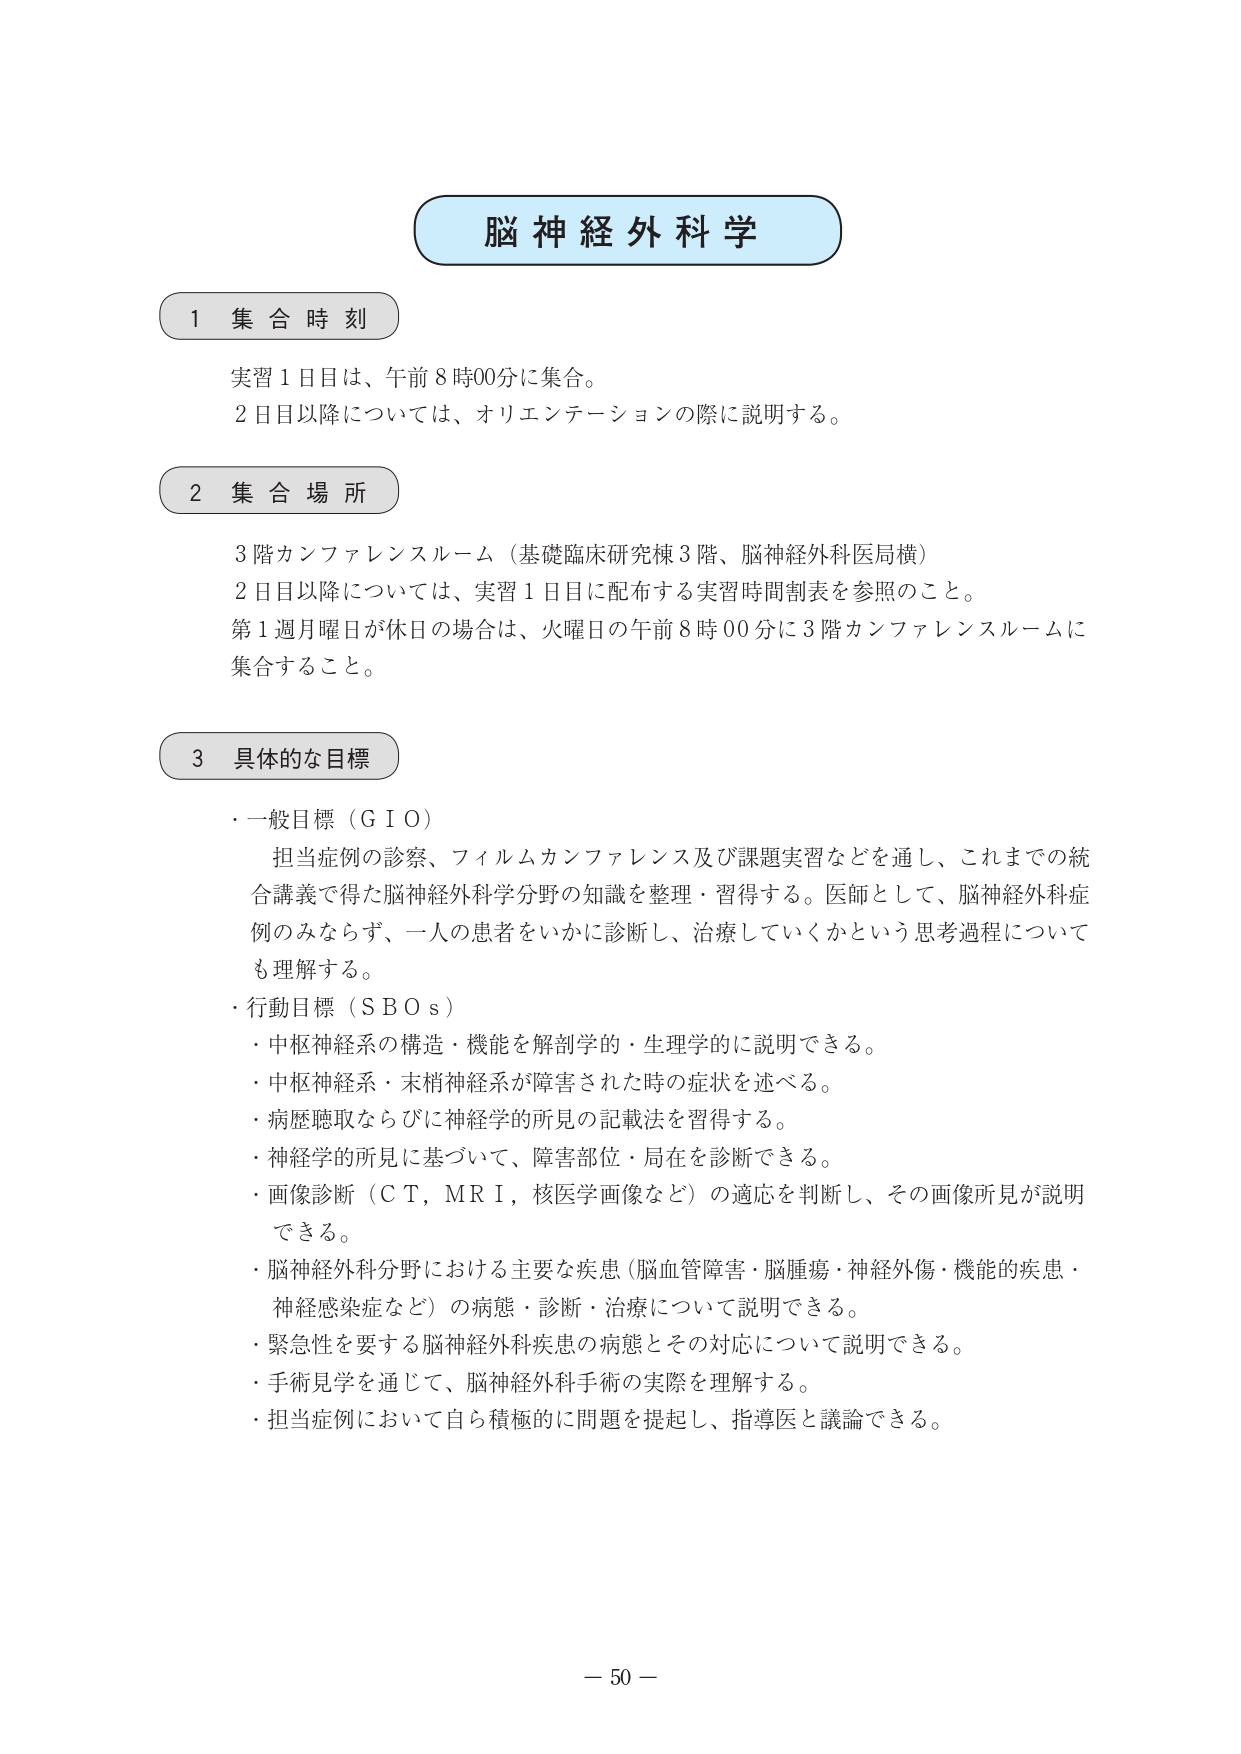 脳神経外科学
1 集合時刻
実習１日目は、午前８時00分に集合。
２日目以降については、オリエンテーションの際に説明する。
2 集合場所
３階カンファレンスルーム（基礎臨床研究棟３階、脳神経外科医局横）
２日目以降については、実習１日目に配布する実習時間割表を参照のこと。
第１週月曜日が休日の場合は、火曜日の午前８時00分に３階カンファレンスルームに
集合すること。
3 具体的な目標
・一般目標（ＧＩＯ）
担当症例の診察、フィルムカンファレンス及び課題実習などを通し、これまでの統
合講義で得た脳神経外科学分野の知識を整理・習得する。医師として、脳神経外科症
例のみならず、一人の患者をいかに診断し、治療していくかという思考過程について
も理解する。
・行動目標（ＳＢＯｓ）
・中枢神経系の構造・機能を解剖学的・生理学的に説明できる。
・中枢神経系・末梢神経系が障害された時の症状を述べる。
・病歴聴取ならびに神経学的所見の記載法を習得する。
・神経学的所見に基づいて、障害部位・局在を診断できる。
・画像診断（ＣＴ，ＭＲＩ，核医学画像など）の適応を判断し、その画像所見が説明
できる。
・脳神経外科分野における主要な疾患（脳血管障害・脳腫瘍・神経外傷・機能的疾患・
神経感染症など）の病態・診断・治療について説明できる。
・緊急性を要する脳神経外科疾患の病態とその対応について説明できる。
・手術見学を通じて、脳神経外科手術の実際を理解する。
・担当症例において自ら積極的に問題を提起し、指導医と議論できる。
― 50 ―